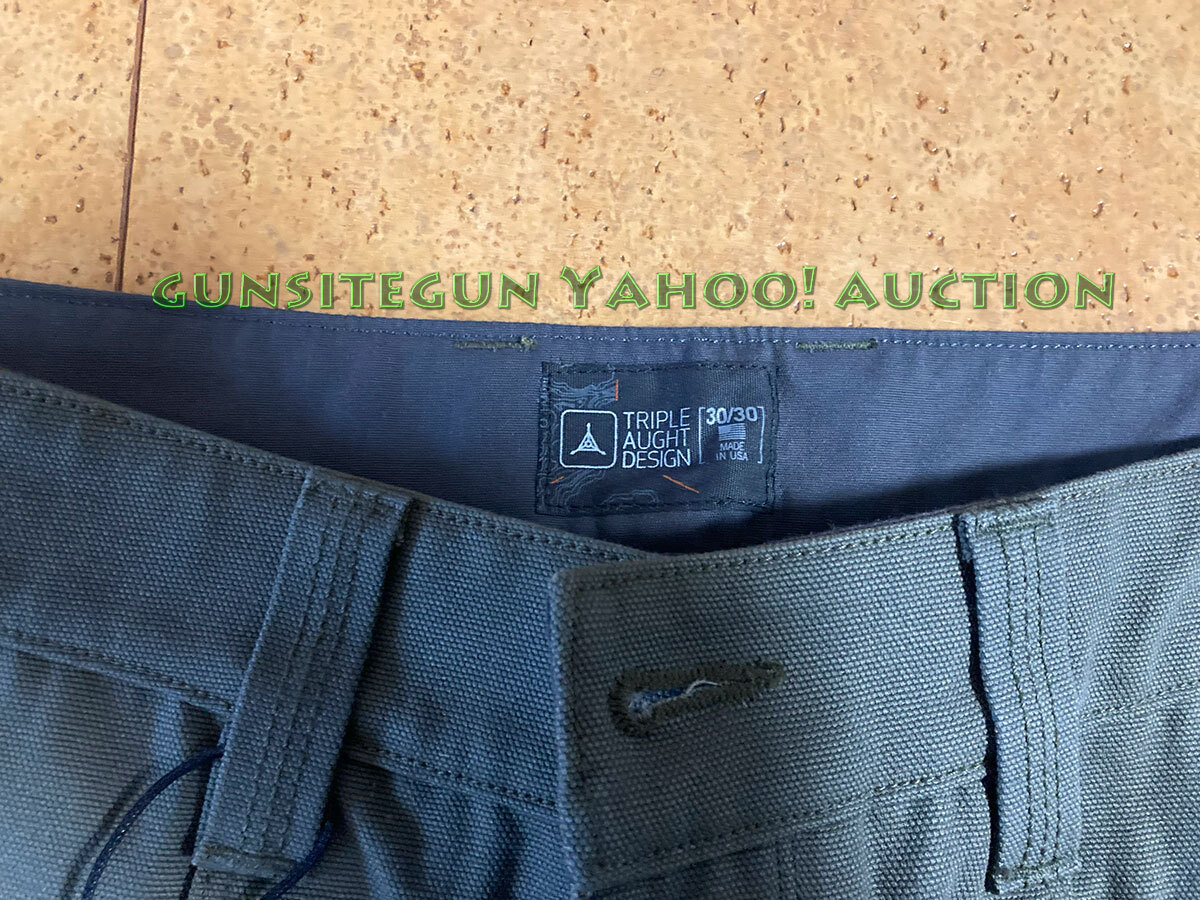 GUNSITEGUN YAHOO! AUCTION
TRIPLE
AUGHT
DESIGN
[30/30]
MADE
IN USA